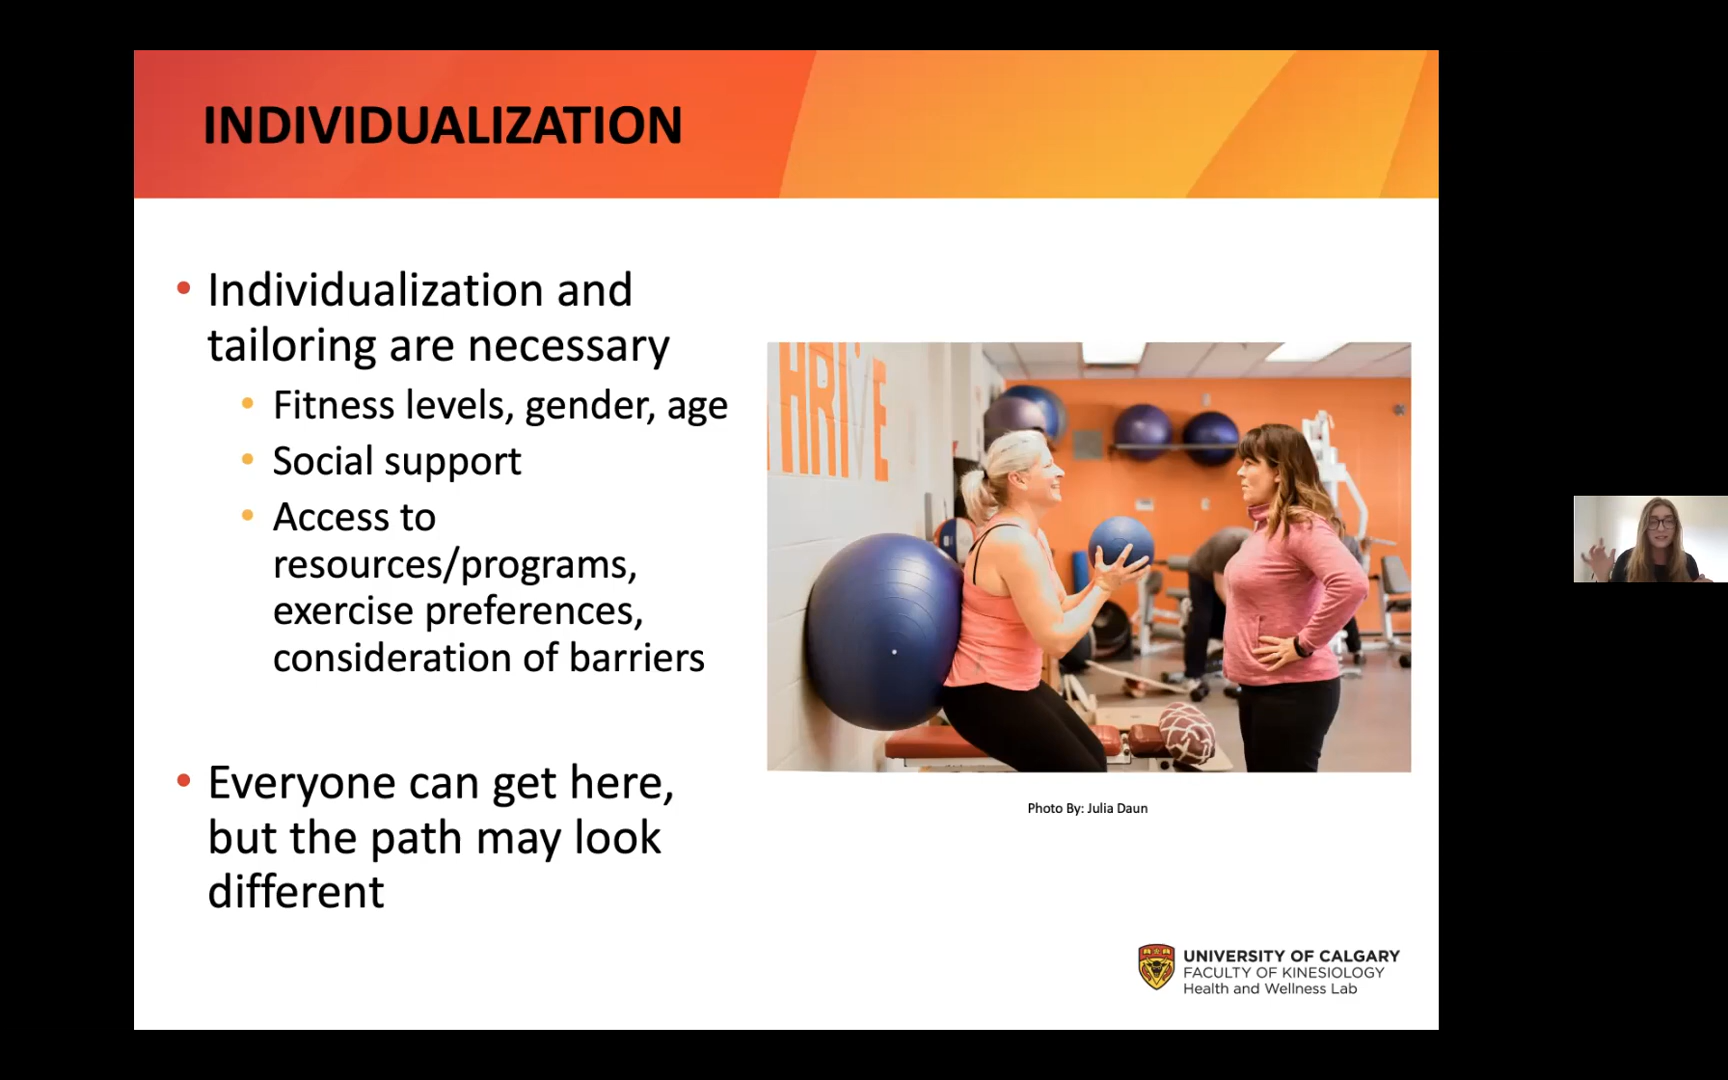 INDIVIDUALIZATION
• Individualization and
tailoring are necessary
• Fitness levels, gender, age
• Social support
• Access to
resources/programs,
exercise preferences,
consideration of barriers
• Everyone can get here,
but the path may look
different
THRIVE
Photo By: Julia Daun
UNIVERSITY OF CALGARY
FACULTY OF KINESIOLOGY
Health and Wellness Lab